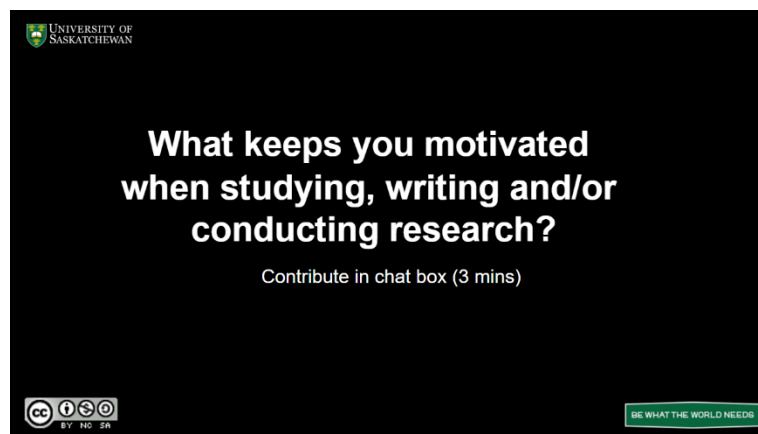 UNIVERSITY OF
SASKATCHEWAN
What keeps you motivated
when studying, writing and/or
conducting research?
Contribute in chat box (3 mins)
cc
BY NC SA
BE WHAT THE WORLD NEEDS